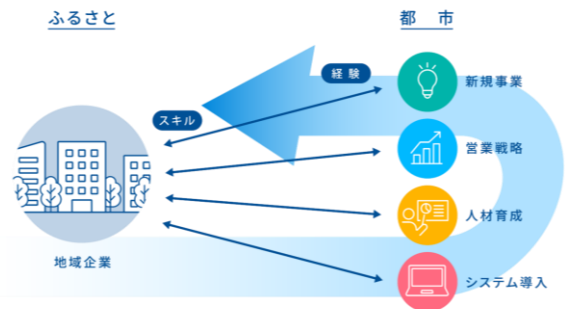 ふるさと
都 市
経験
スキル
新規事業
営業戦略
人材育成
システム導入
地域企業